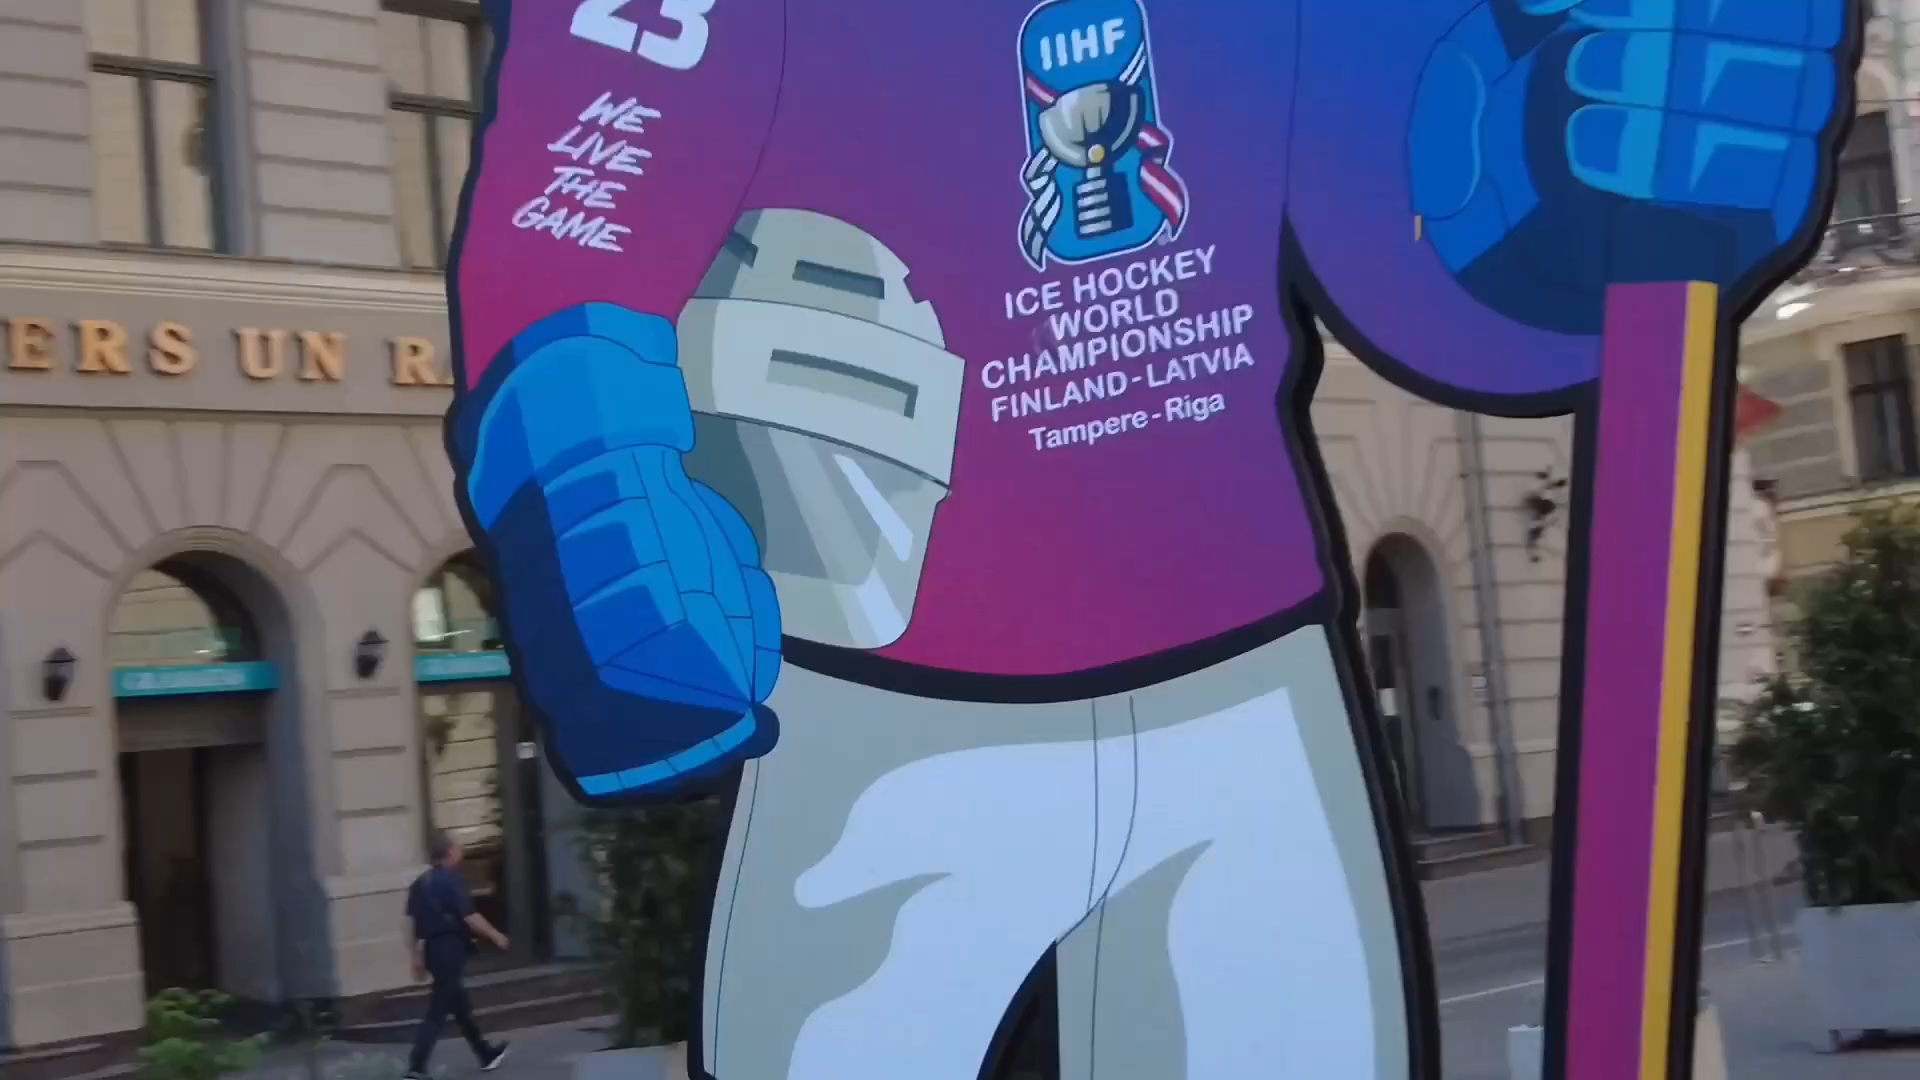 23
WE
LIVE
THE
GAME
IIHF
ICE HOCKEY
WORLD
CHAMPIONSHIP
FINLAND-LATVIA
Tampere-Riga
ERS UN RA